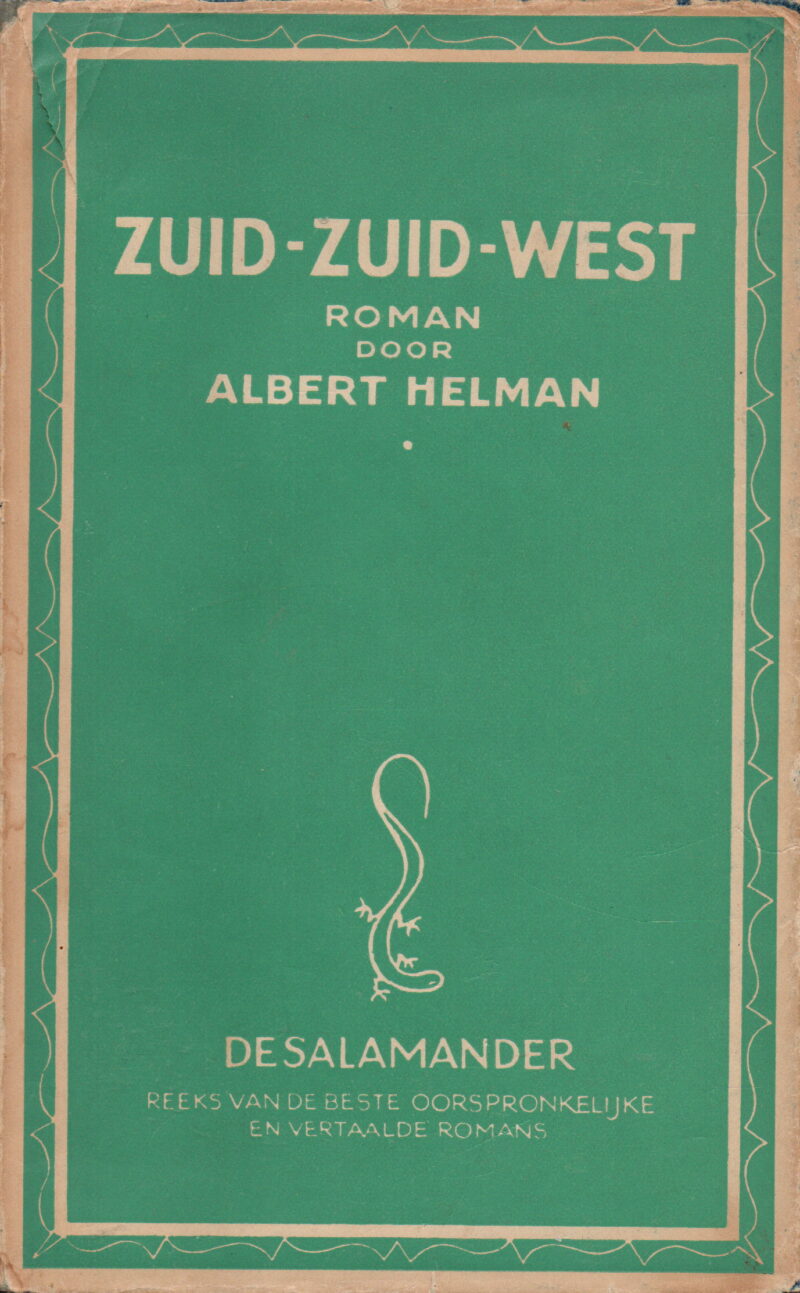 ZUID-ZUID-WEST
ROMAN
DOOR
ALBERT HELMAN
DE SALAMANDER
REEKS VAN DE BESTE OORSPRONKELIJKE
EN VERTAALDE ROMANS